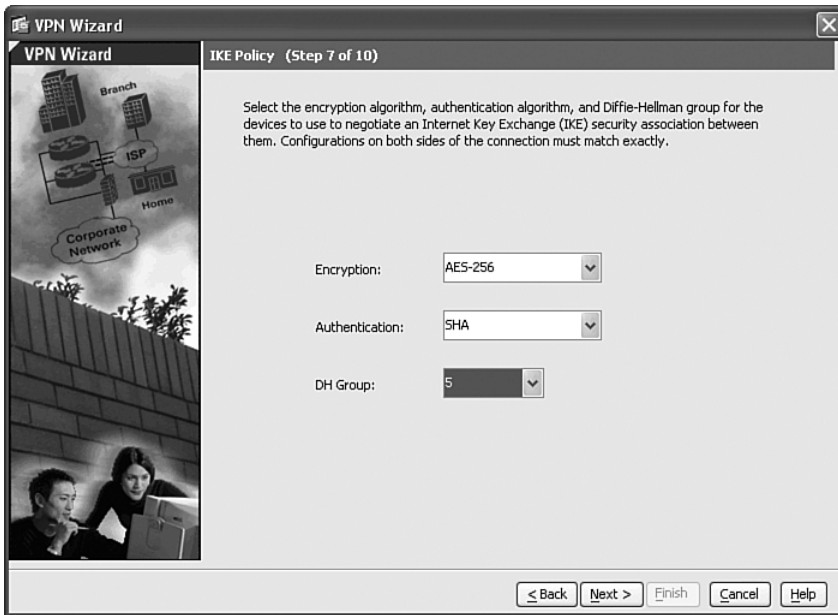 VPN Wizard
VPN Wizard
IKE Policy (Step 7 of 10)
Branch
ISP
Home
Corporate
Network
Select the encryption algorithm, authentication algorithm, and Diffie-Hellman group for the
devices to use to negotiate an Internet Key Exchange (IKE) security association between
them. Configurations on both sides of the connection must match exactly.
Encryption: AES-256
Authentication: SHA
DH Group: 5
< Back Next > Finish Cancel Help